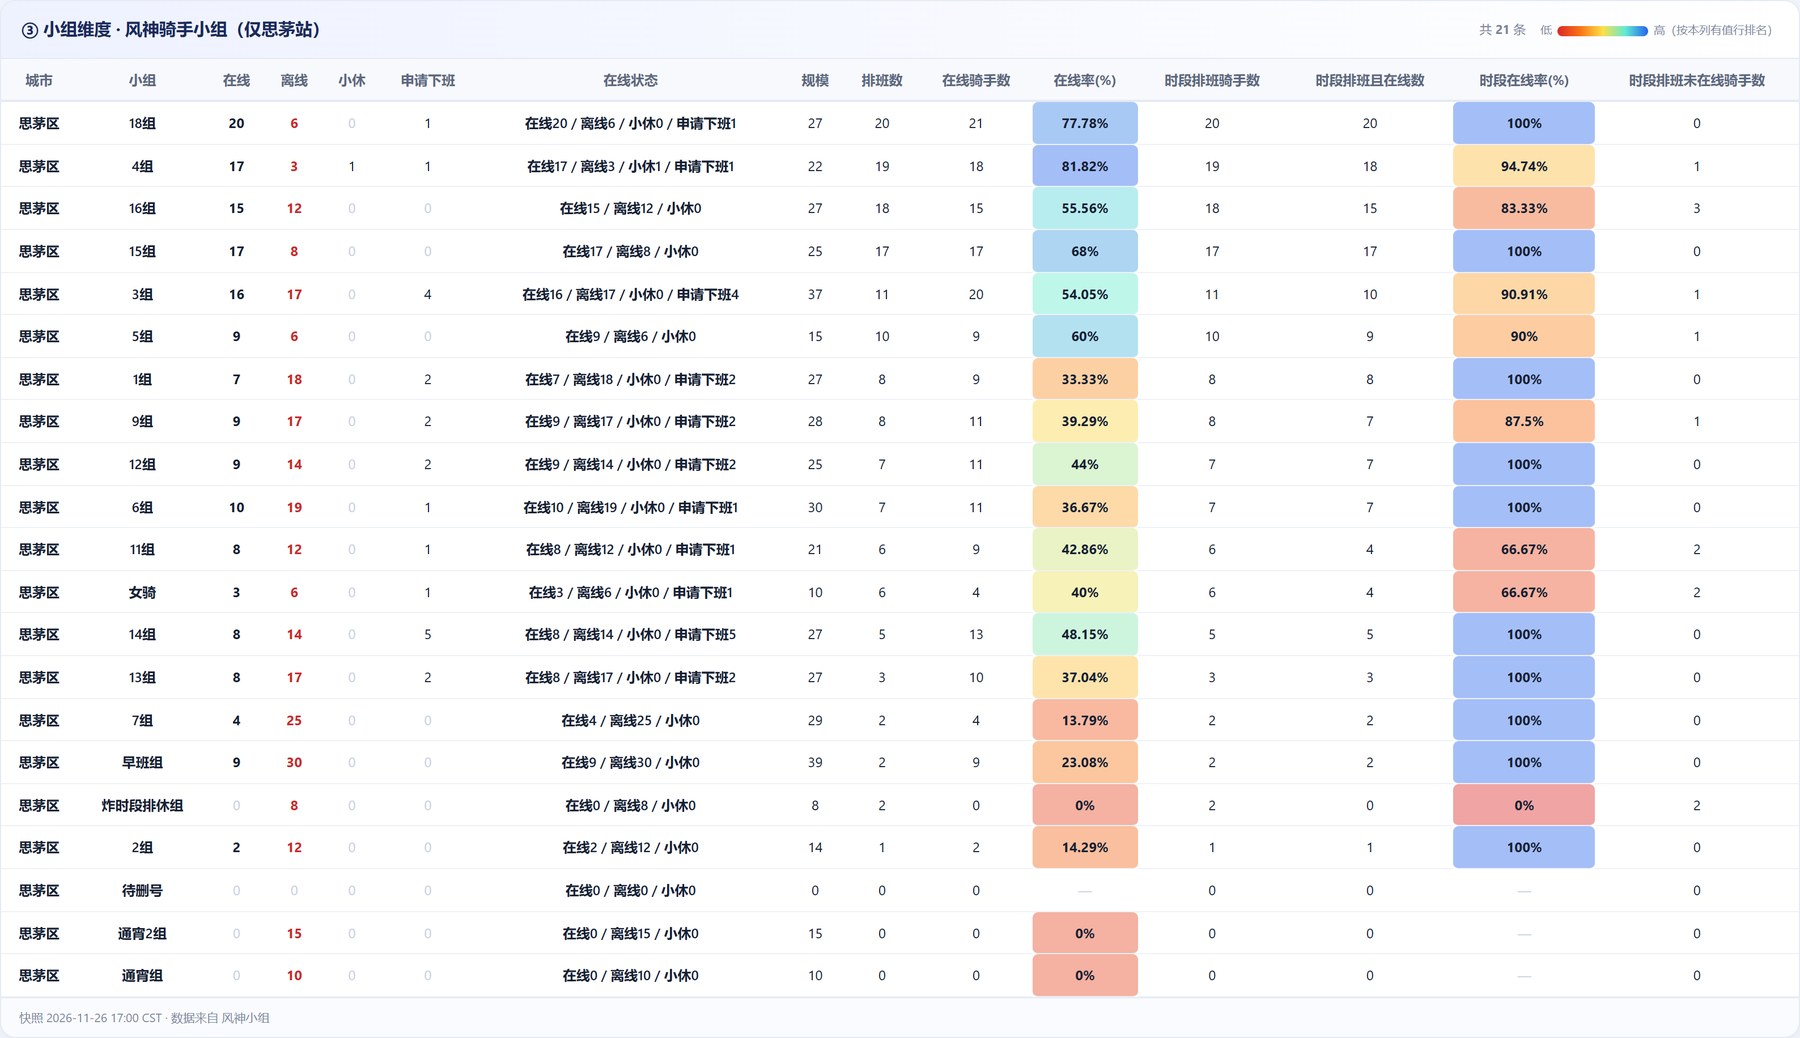 ③ 小组维度 · 风神骑手小组（仅思茅站）
共 21 条 低 高 (按本列有值行排名)
城市 小组 在线 离线 小休 申请下班 在线状态 规模 排班数 在线骑手数 在线率(%) 时段排班骑手数 时段排班且在线数 时段在线率(%) 时段排班未在线骑手数
思茅区 18组 20 6 0 1 在线20 / 离线6 / 小休0 / 申请下班1 27 20 21 77.78% 20 20 100% 0
思茅区 4组 17 3 1 1 在线17 / 离线3 / 小休1 / 申请下班1 22 19 18 81.82% 19 18 94.74% 1
思茅区 16组 15 12 0 0 在线15 / 离线12 / 小休0 27 18 15 55.56% 18 15 83.33% 3
思茅区 15组 17 8 0 0 在线17 / 离线8 / 小休0 25 17 17 68% 17 17 100% 0
思茅区 3组 16 17 0 4 在线16 / 离线17 / 小休0 / 申请下班4 37 11 20 54.05% 11 10 90.91% 1
思茅区 5组 9 6 0 0 在线9 / 离线6 / 小休0 15 10 9 60% 10 9 90% 1
思茅区 1组 7 18 0 2 在线7 / 离线18 / 小休0 / 申请下班2 27 8 9 33.33% 8 8 100% 0
思茅区 9组 9 17 0 2 在线9 / 离线17 / 小休0 / 申请下班2 28 8 11 39.29% 8 7 87.5% 1
思茅区 12组 9 14 0 2 在线9 / 离线14 / 小休0 / 申请下班2 25 7 11 44% 7 7 100% 0
思茅区 6组 10 19 0 1 在线10 / 离线19 / 小休0 / 申请下班1 30 7 11 36.67% 7 7 100% 0
思茅区 11组 8 12 0 1 在线8 / 离线12 / 小休0 / 申请下班1 21 6 9 42.86% 6 4 66.67% 2
思茅区 女骑 3 6 0 1 在线3 / 离线6 / 小休0 / 申请下班1 10 6 4 40% 6 4 66.67% 2
思茅区 14组 8 14 0 5 在线8 / 离线14 / 小休0 / 申请下班5 27 5 13 48.15% 5 5 100% 0
思茅区 13组 8 17 0 2 在线8 / 离线17 / 小休0 / 申请下班2 27 3 10 37.04% 3 3 100% 0
思茅区 7组 4 25 0 0 在线4 / 离线25 / 小休0 29 2 4 13.79% 2 2 100% 0
思茅区 早班组 9 30 0 0 在线9 / 离线30 / 小休0 39 2 9 23.08% 2 2 100% 0
思茅区 炸时段排休组 0 8 0 0 在线0 / 离线8 / 小休0 8 2 0 0% 2 0 0% 2
思茅区 2组 2 12 0 0 在线2 / 离线12 / 小休0 14 1 2 14.29% 1 1 100% 0
思茅区 待删号 0 0 0 0 在线0 / 离线0 / 小休0 0 0 0 — 0 0 — 0
思茅区 通宵2组 0 15 0 0 在线0 / 离线15 / 小休0 15 0 0 0% 0 0 — 0
思茅区 通宵组 0 10 0 0 在线0 / 离线10 / 小休0 10 0 0 0% 0 0 — 0
快照 2026-11-26 17:00 CST · 数据来自 风神小组